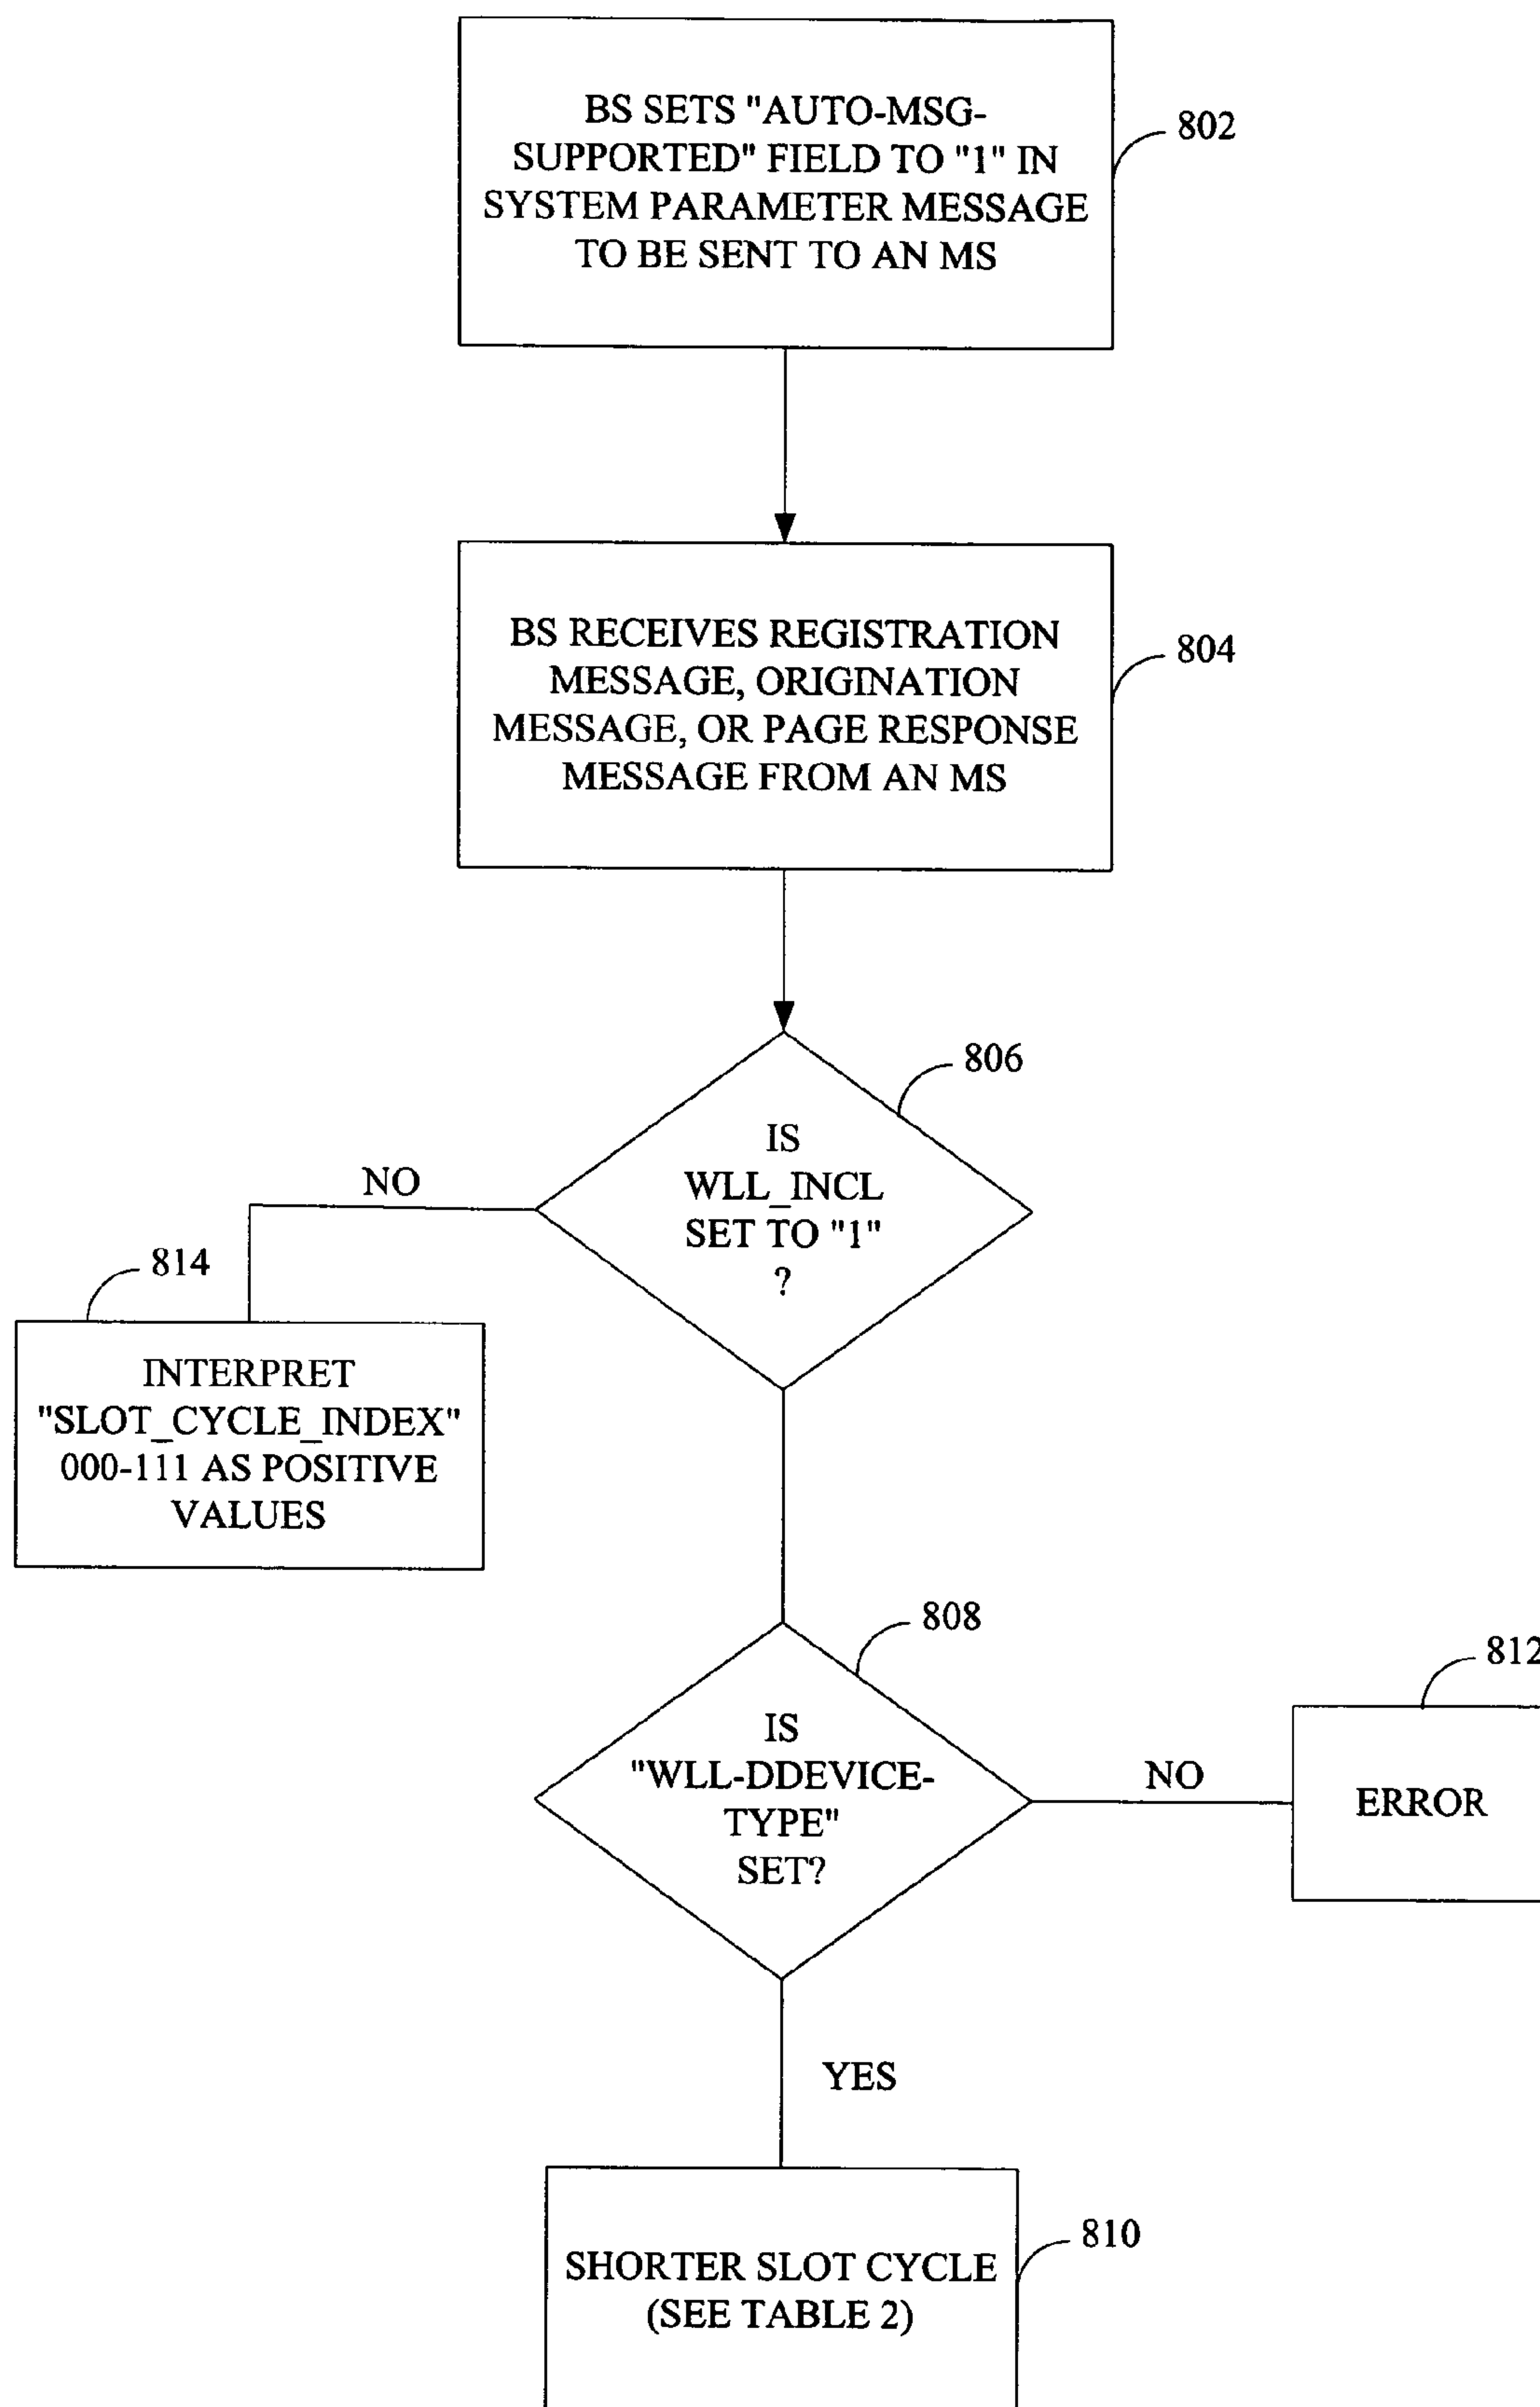 BS SETS "AUTO-MSG-
SUPPORTED" FIELD TO "1" IN
SYSTEM PARAMETER MESSAGE
TO BE SENT TO AN MS
802
BS RECEIVES REGISTRATION
MESSAGE, ORIGINATION
MESSAGE, OR PAGE RESPONSE
MESSAGE FROM AN MS
804
806
IS
WLL_INCL
SET TO "1"
?
NO
814
INTERPRET
"SLOT_CYCLE_INDEX"
000-111 AS POSITIVE
VALUES
808
IS
"WLL-DDEVICE-
TYPE"
SET?
NO
812
ERROR
YES
SHORTER SLOT CYCLE
(SEE TABLE 2)
810